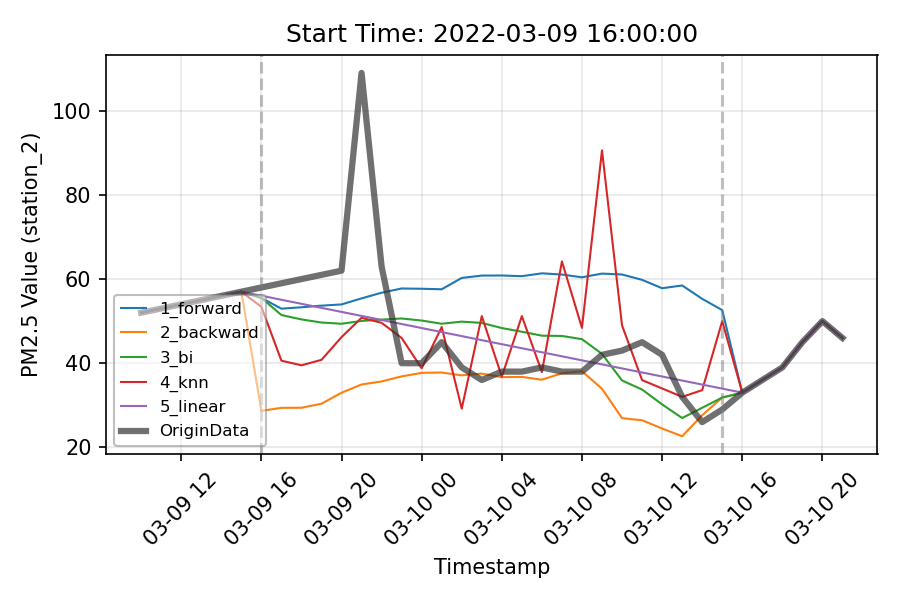 Start Time: 2022-03-09 16:00:00
PM2.5 Value (station_2)
100
80
60
40
20
1_forward
2_backward
3_bi
4_knn
5_linear
OriginData
03-09 12
03-09 16
03-09 20
03-10 00
03-10 04
03-10 08
03-10 12
03-10 16
03-10 20
Timestamp